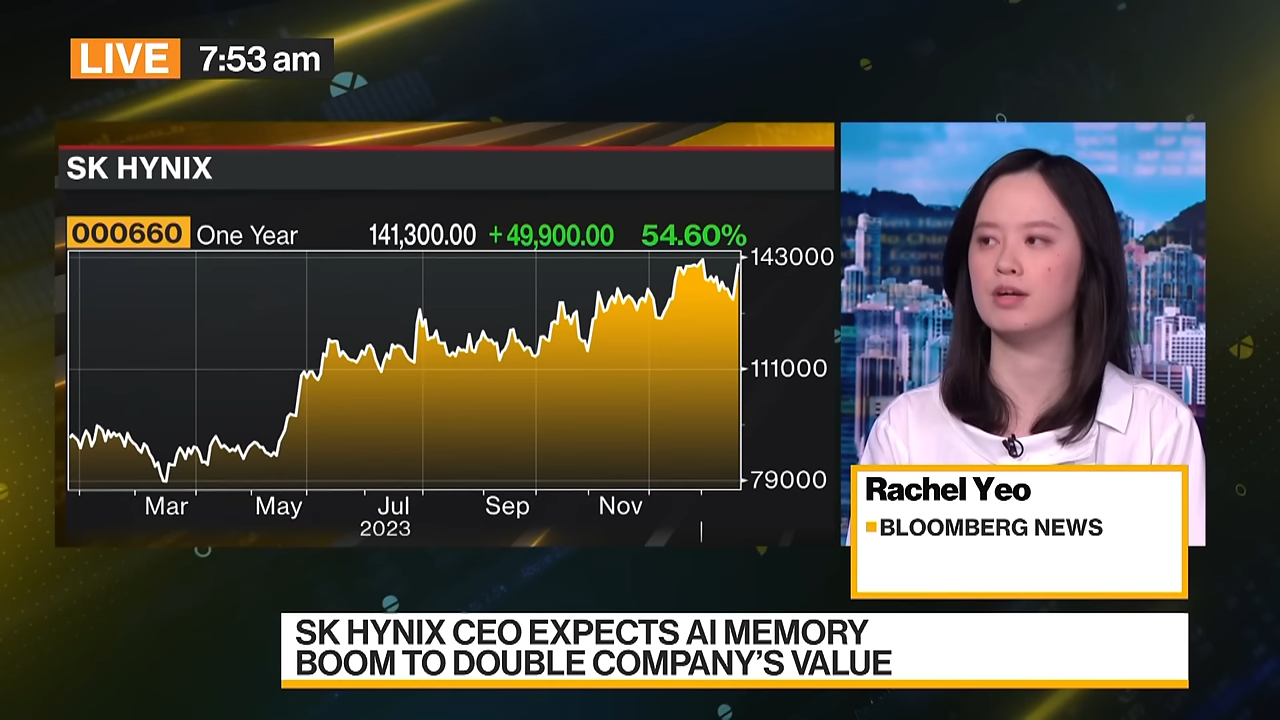 LIVE 7:53 am
SK HYNIX
000660 One Year 141,300.00 +49,900.00 54.60%
143000
111000
79000
Mar May Jul Sep Nov
2023
Rachel Yeo
BLOOMBERG NEWS
SK HYNIX CEO EXPECTS AI MEMORY
BOOM TO DOUBLE COMPANY'S VALUE